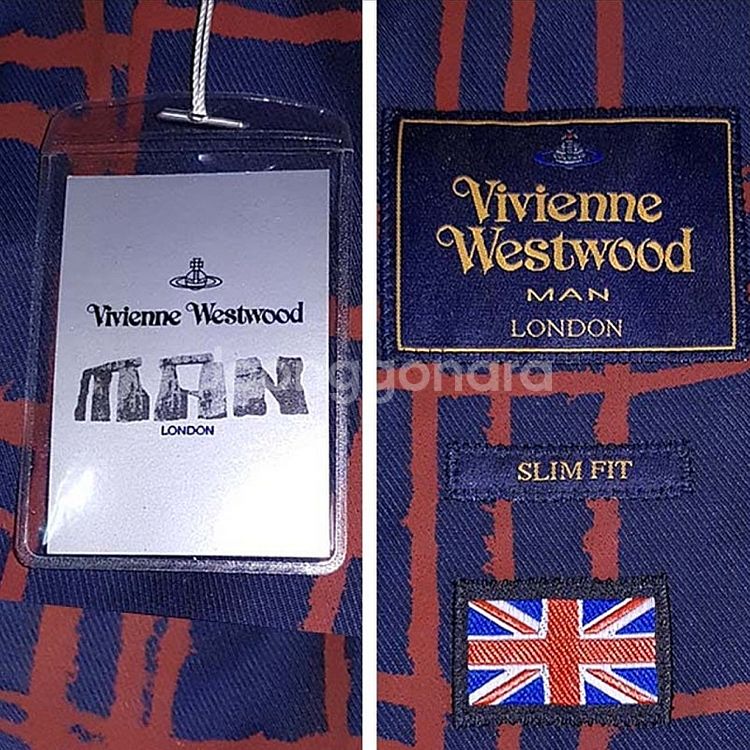 Vivienne Westwood
MAN
LONDON
Vivienne
Westwood
MAN
LONDON
SLIM FIT